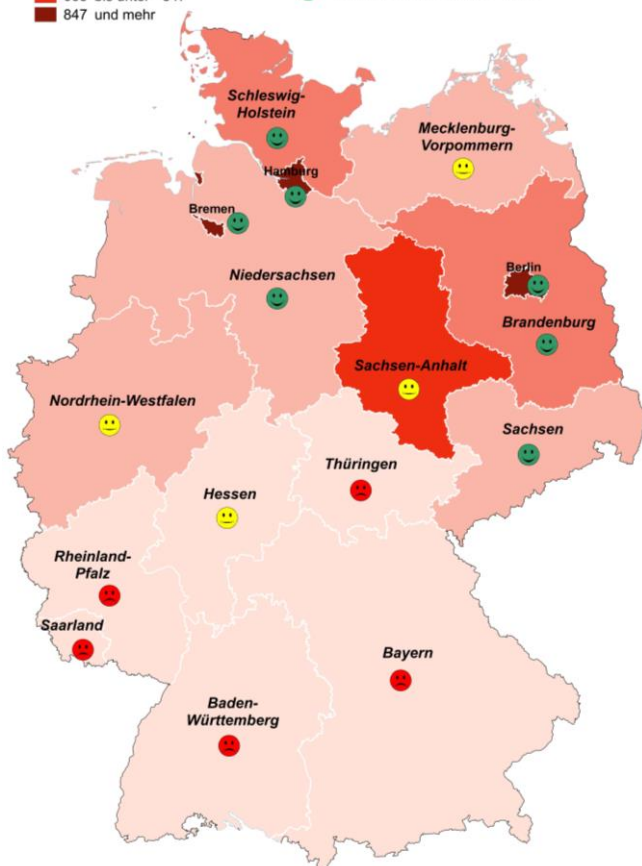 847 und mehr
Schleswig-
Holstein
Mecklenburg-
Vorpommern
Hamburg
Bremen
Niedersachsen
Berlin
Brandenburg
Sachsen-Anhalt
Nordrhein-Westfalen
Sachsen
Thüringen
Hessen
Rheinland-
Pfalz
Saarland
Bayern
Baden-
Württemberg